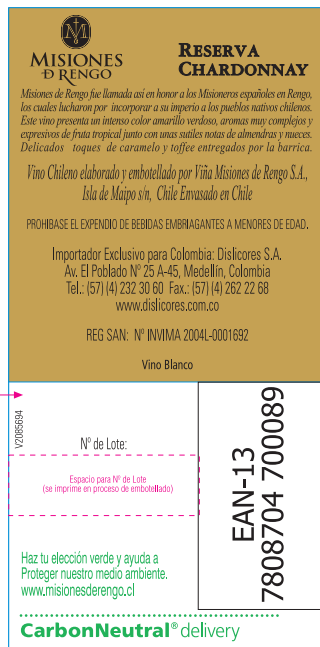 M
MISIONES
D RENGO
RESERVA
CHARDONNAY
Misiones de Rengo fue llamada así en honor a los Misioneros españoles en Rengo,
los cuales lucharon por incorporar a su imperio a los pueblos nativos chilenos.
Este vino presenta un intenso color amarillo verdoso, aromas muy complejos y
expresivos de fruta tropical junto con unas sutiles notas de almendras y nueces.
Delicados toques de caramelo y toffee entregados por la barrica.
Vino Chileno elaborado y embotellado por Viña Misiones de Rengo S.A.,
Isla de Maipo s/n, Chile Envasado en Chile
PROHIBASE EL EXPENDIO DE BEBIDAS EMBRIAGANTES A MENORES DE EDAD.
Importador Exclusivo para Colombia: Dislicores S.A.
Av. El Poblado Nº 25 A-45, Medellín, Colombia
Tel.: (57) (4) 232 30 60 Fax.: (57) (4) 262 22 68
www.dislicores.com.co
REG SAN: Nº INVIMA 2004L-0001692
Vino Blanco
V2085694
Nº de Lote:
Espacio para Nº de Lote
(se imprime en proceso de embotellado)
EAN-13
7808704 700089
Haz tu elección verde y ayuda a
Proteger nuestro medio ambiente.
www.misionesderengo.cl
CarbonNeutral® delivery